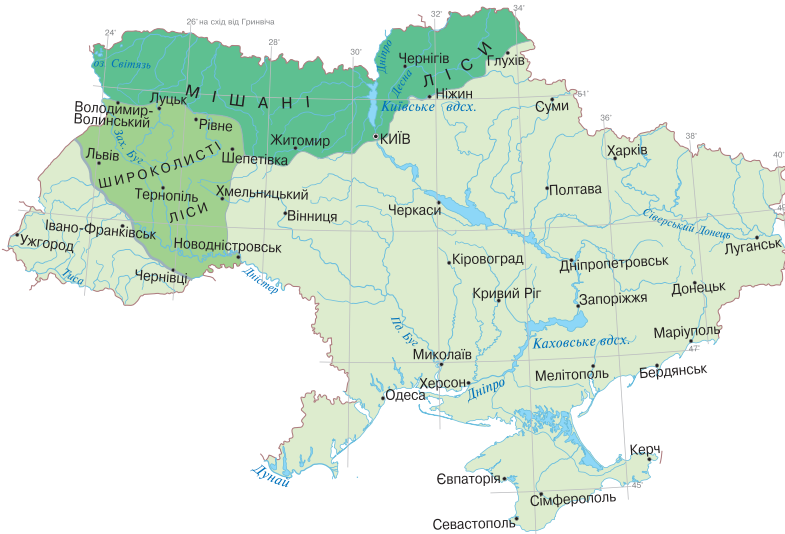 26° на схід від Гринвіча
24°
30°
32°
34°
Дніпро
Чернігів
Глухів
оз. Світязь
Десна
ЛІСИ
МІШАНІ
Луцьк
Ніжин
Київське вдсх.
Володимир-
Волинський
Рівне
Суми
51°
36°
Зах. Буг
Житомир
КИЇВ
Львів
Шепетівка
Харків
38°
40°
ШИРОКОЛИСТІ
Тернопіль
Хмельницький
Полтава
ЛІСИ
Вінниця
Черкаси
49°
Івано-Франківськ
Сіверський Донець
Ужгород
Новодністровськ
Луганськ
Кіровоград
Дніпропетровськ
Тиса
Чернівці
Дністер
Донецьк
Кривий Ріг
Запоріжжя
Пд. Буг
Маріуполь
Каховське вдсх.
47°
Миколаїв
Мелітополь
Бердянськ
Херсон
Дніпро
Одеса
Керч
Дунай
Євпаторія
45°
Сімферополь
Севастополь